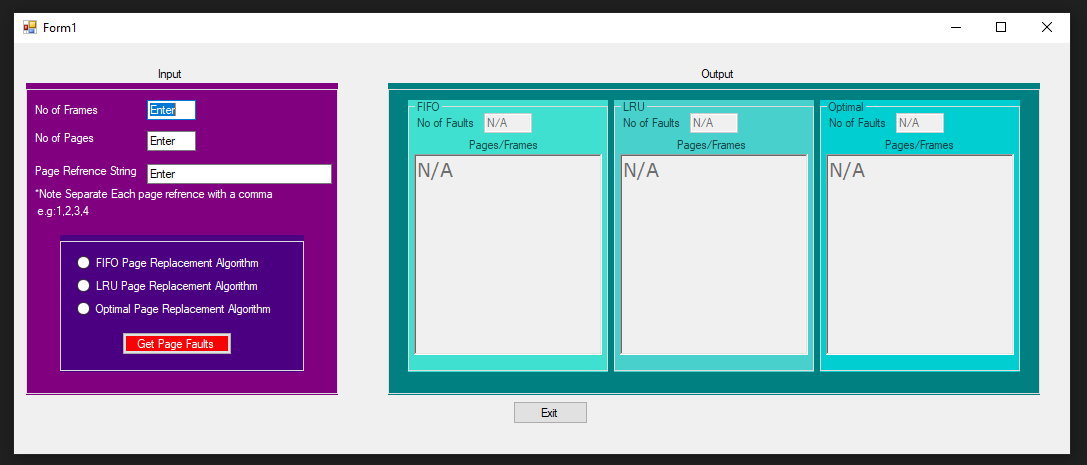 Form1
Input
No of Frames Enter
No of Pages Enter
Page Refrence String Enter
*Note Separate Each page refrence with a comma
e.g:1,2,3,4
FIFO Page Replacement Algorithm
LRU Page Replacement Algorithm
Optimal Page Replacement Algorithm
Get Page Faults
Output
FIFO
No of Faults N/A
Pages/Frames
N/A
LRU
No of Faults N/A
Pages/Frames
N/A
Optimal
No of Faults N/A
Pages/Frames
N/A
Exit